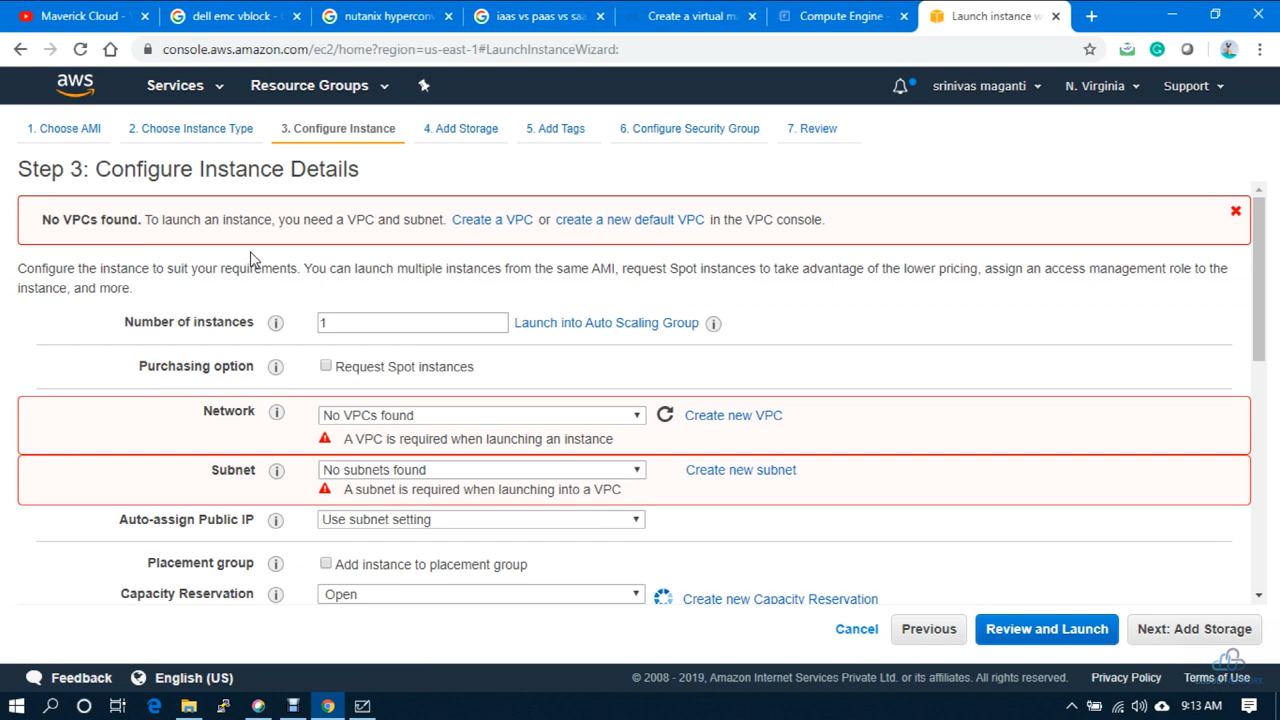 Maverick Cloud -
dell emc vblock -
nutanix hyperconv
iaas vs paas vs saa
Create a virtual ma
Compute Engine -
Launch instance w
console.aws.amazon.com/ec2/home?region=us-east-1#LaunchInstanceWizard:
aws
Services
Resource Groups
srinivas maganti
N. Virginia
Support
1. Choose AMI
2. Choose Instance Type
3. Configure Instance
4. Add Storage
5. Add Tags
6. Configure Security Group
7. Review
Step 3: Configure Instance Details
No VPCs found. To launch an instance, you need a VPC and subnet. Create a VPC or create a new default VPC in the VPC console.
Configure the instance to suit your requirements. You can launch multiple instances from the same AMI, request Spot instances to take advantage of the lower pricing, assign an access management role to the
instance, and more.
Number of instances
1
Launch into Auto Scaling Group
Purchasing option
Request Spot instances
Network
No VPCs found
Create new VPC
A VPC is required when launching an instance
Subnet
No subnets found
Create new subnet
A subnet is required when launching into a VPC
Auto-assign Public IP
Use subnet setting
Placement group
Add instance to placement group
Capacity Reservation
Open
Create new Capacity Reservation
Cancel
Previous
Review and Launch
Next: Add Storage
Feedback
English (US)
© 2008 - 2019, Amazon Internet Services Private Ltd. or its affiliates. All rights reserved.
Privacy Policy
Terms of Use
9:13 AM